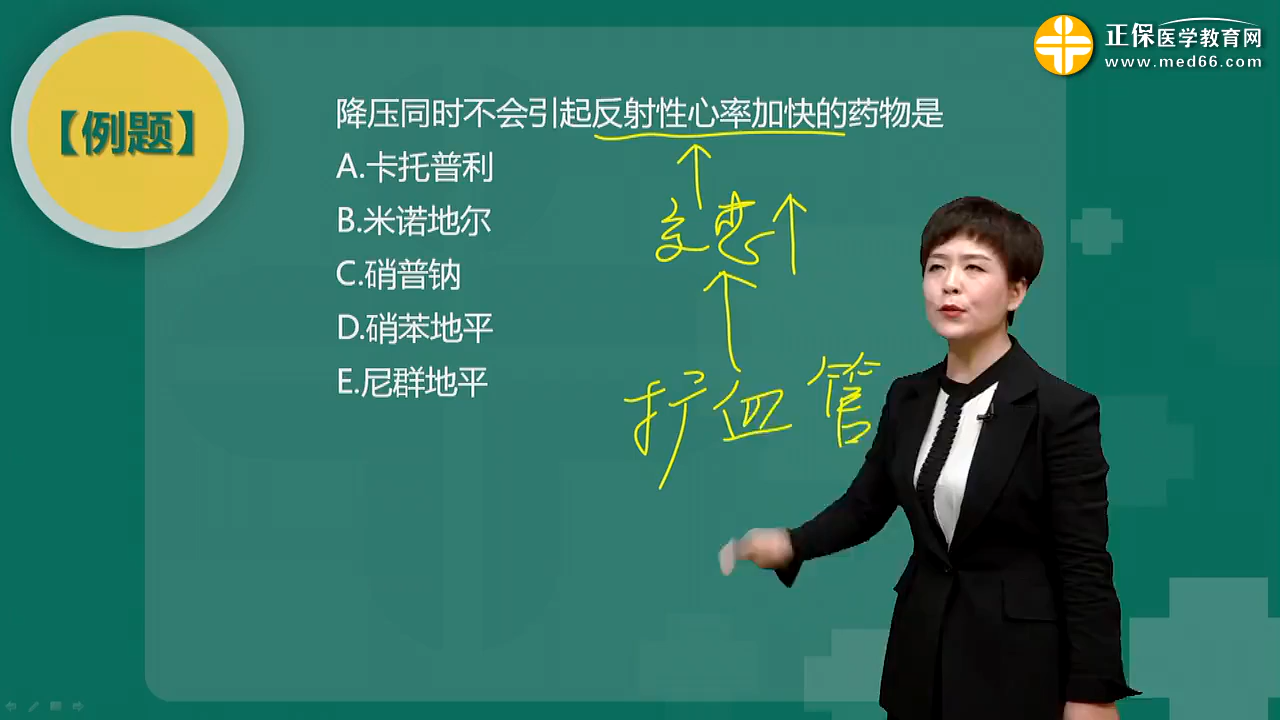 正保医学教育网
www.med66.com
【例题】
降压同时不会引起反射性心率加快的药物是
A.卡托普利
B.米诺地尔
C.硝普钠
D.硝苯地平
E.尼群地平
交感↑
扩血管